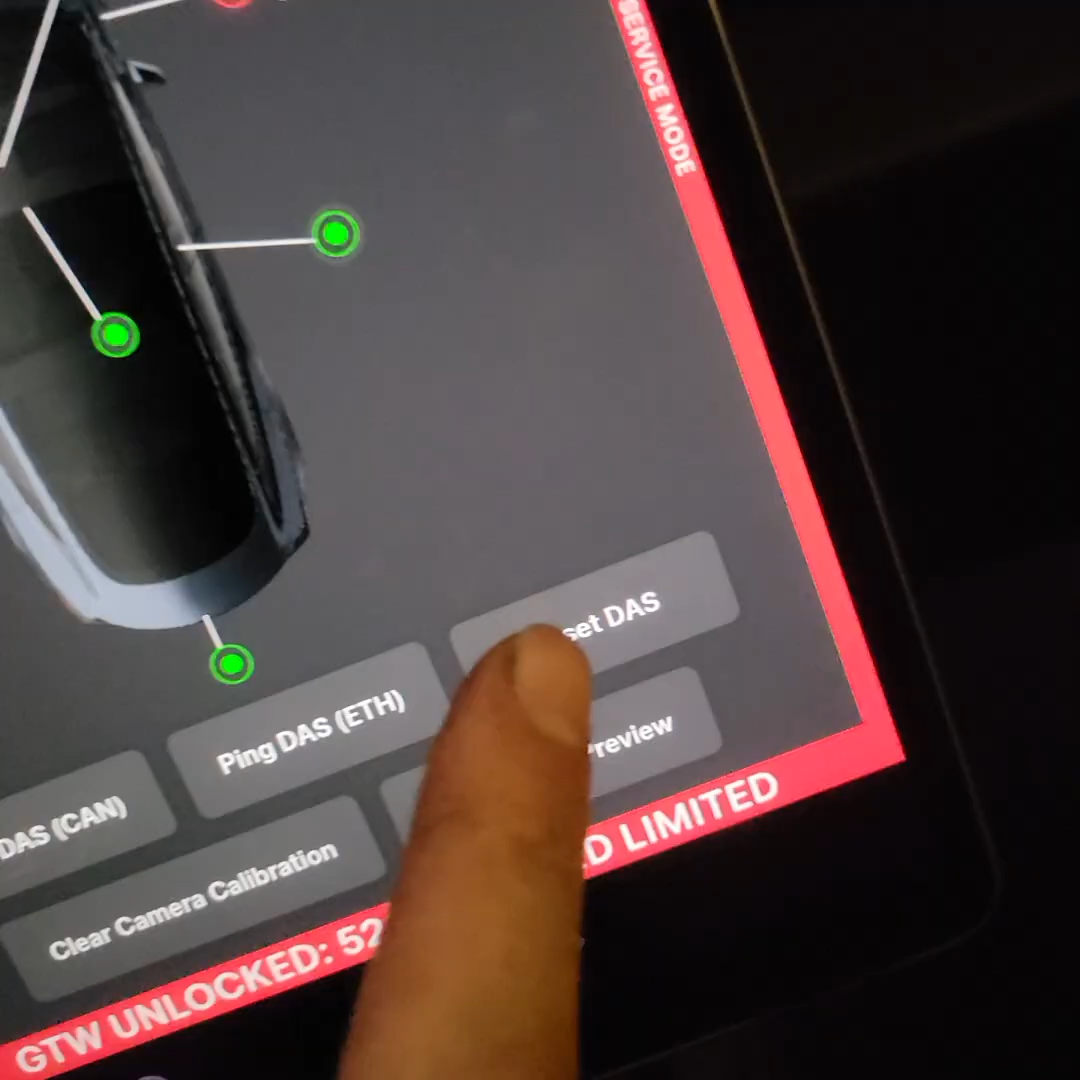 SERVICE MODE
set DAS
Ping DAS (ETH)
Preview
DAS (CAN)
Clear Camera Calibration
GTW UNLOCKED: 52
D LIMITED